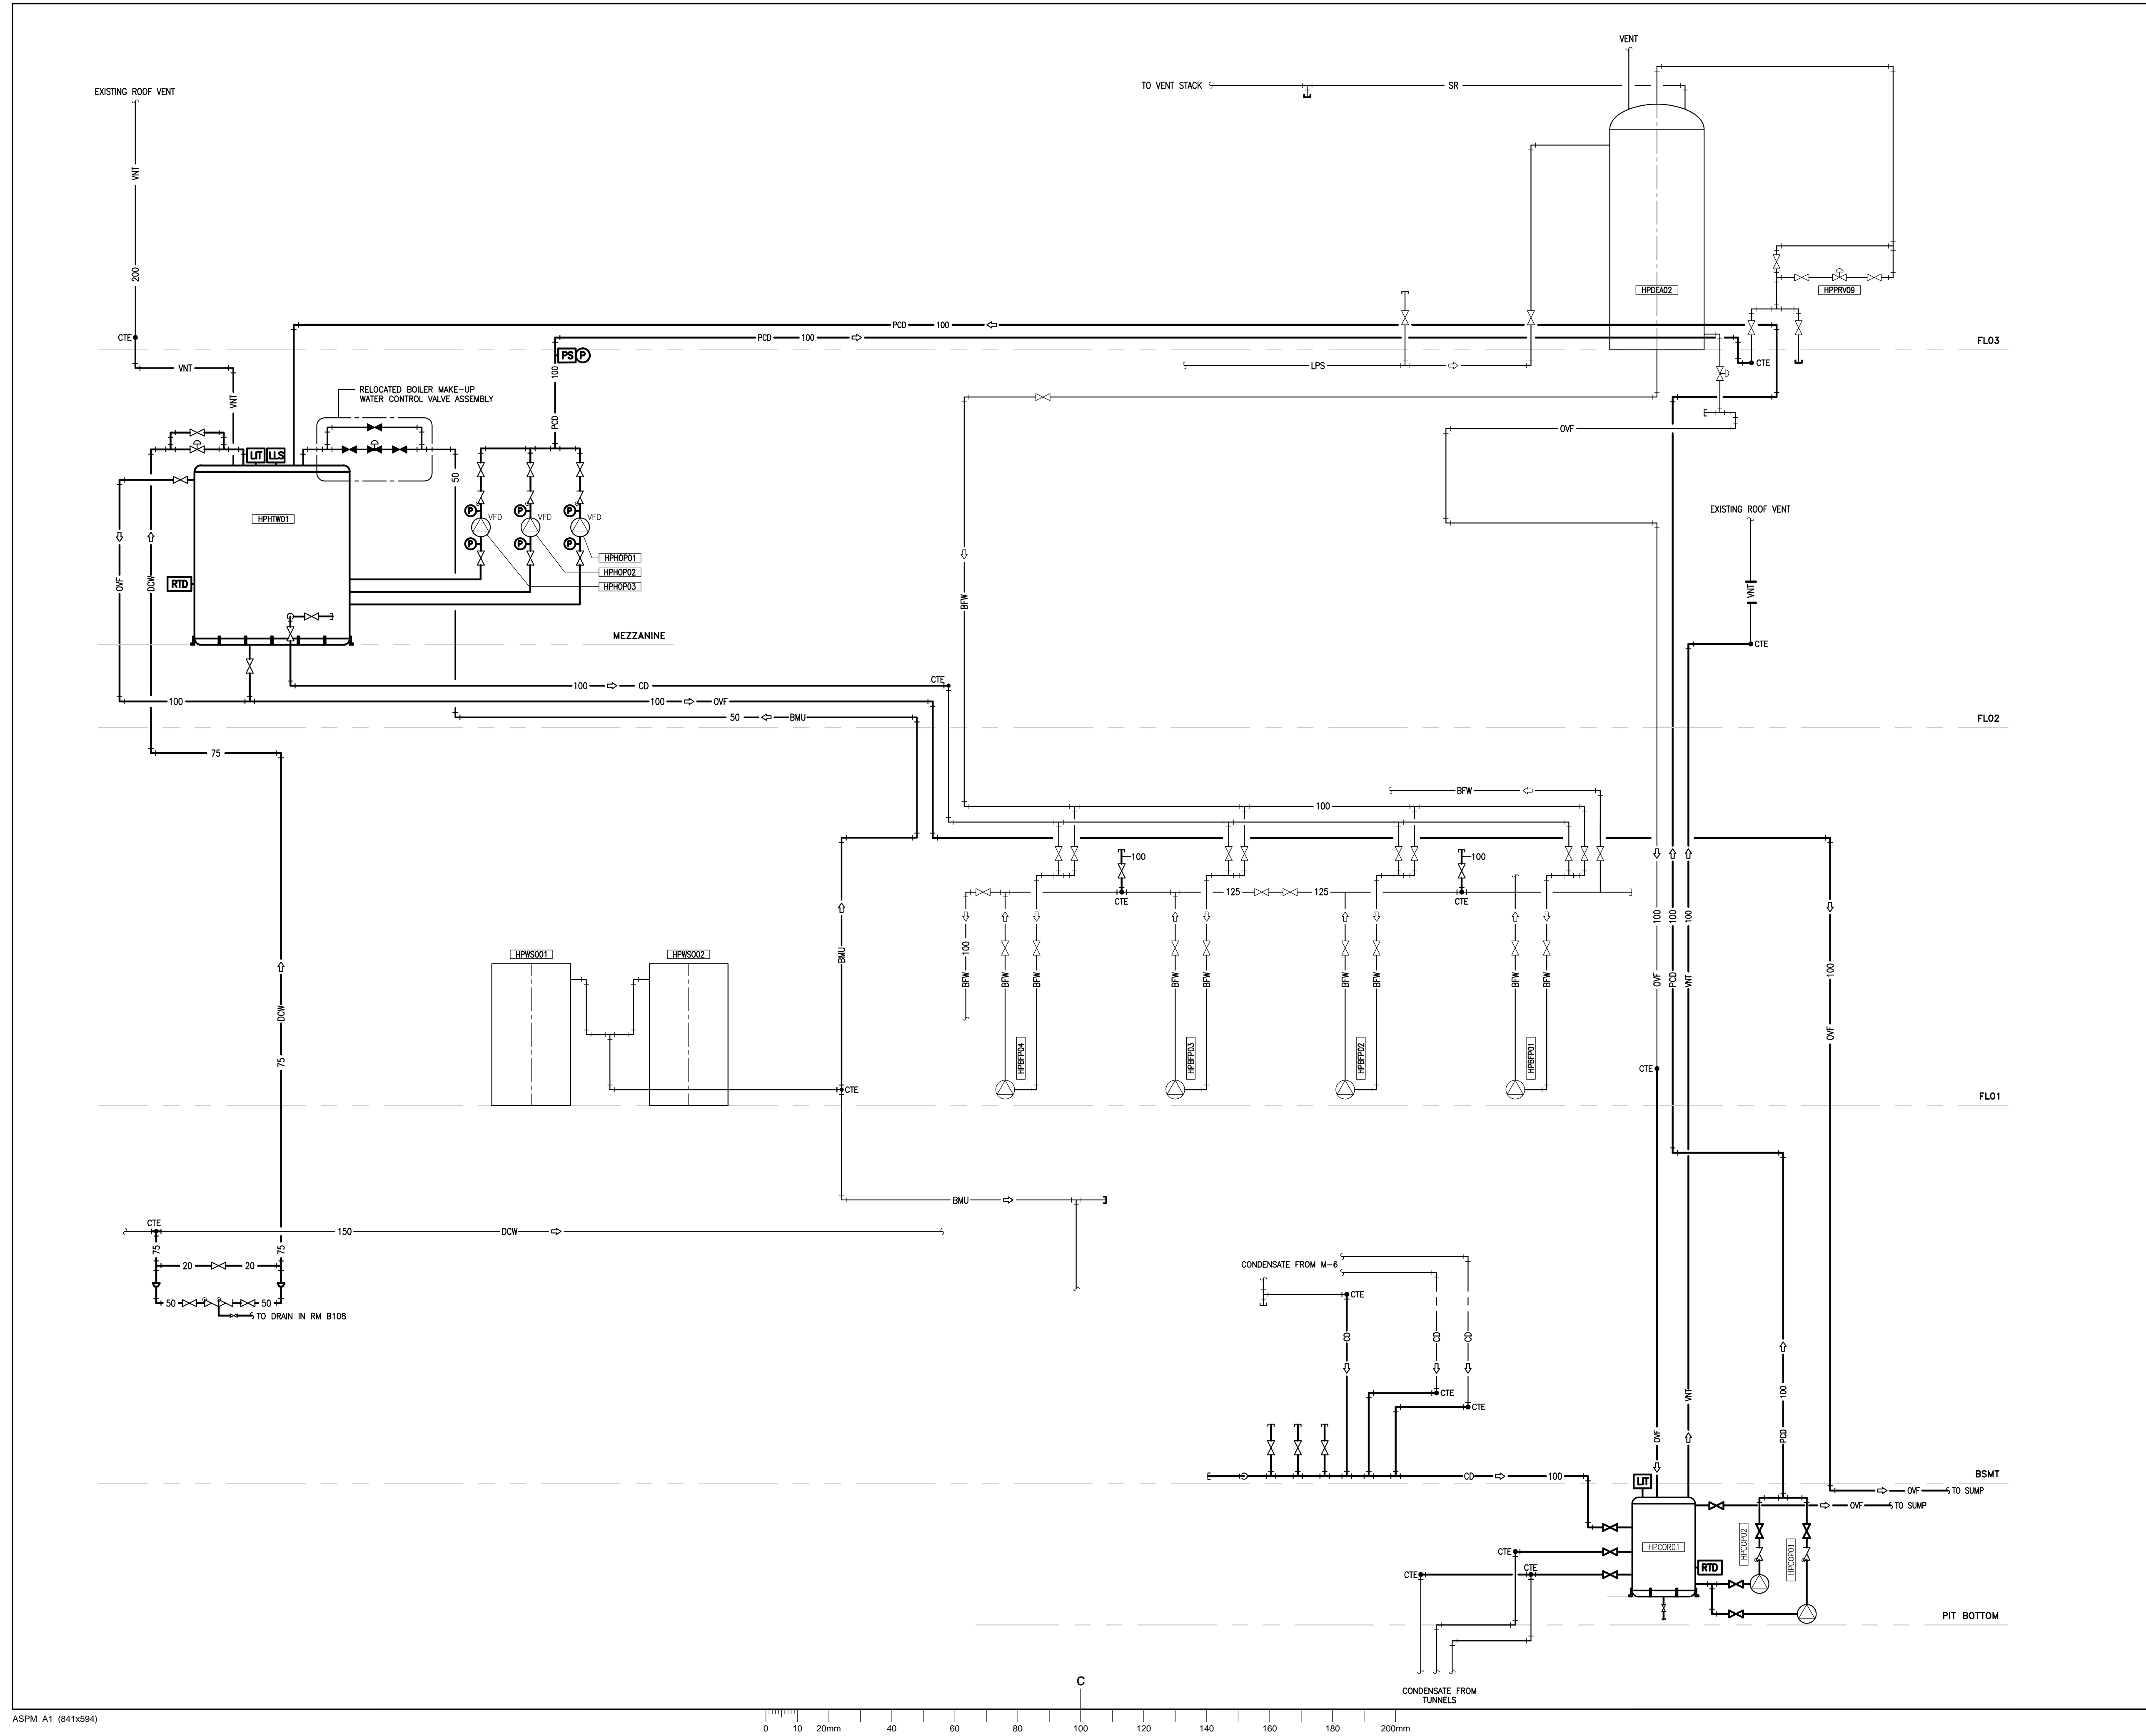 VENT
TO VENT STACK
SR
EXISTING ROOF VENT
VNT
200
HPDEA02
HPPRV09
PCD 100
CTE
PCD 100
FL03
PS P
CTE
VNT
LPS
100
VNT
RELOCATED BOILER MAKE-UP
WATER CONTROL VALVE ASSEMBLY
PCD
OVF
LIT LLS
50
EXISTING ROOF VENT
HPHTW01
P P P
VFD VFD VFD
P P P
HPHOP01
HPHOP02
HPHOP03
RTD
OVF
DCW
BFW
VNT
MEZZANINE
CTE
100 CD
CTE
100
100 OVF
50 BMU
FL02
75
BFW
100
100
100
125
125
CTE
CTE
100 100 100
100
BFW 100
BFW
BFW
BFW
BFW
BFW
BFW
BFW
BFW
OVF PCD VNT
HPWS001
HPWS002
BMU
DCW
OVF
HPBFP04
HPBFP03
HPBFP02
HPBFP01
75
CTE
CTE
FL01
BMU
CTE
150
DCW
75
75
20
20
50
50
TO DRAIN IN RM B108
CONDENSATE FROM M-6
CTE
CD
CD
CD
CTE
CTE
VNT
100
OVF
PCD
CD 100
BSMT
LIT
OVF TO SUMP
OVF TO SUMP
HPCOP02
HPCOP01
HPCOR01
CTE
CTE
CTE
RTD
PIT BOTTOM
CONDENSATE FROM
TUNNELS
C
ASPM A1 (841x594)
0 10 20mm 40 60 80 100 120 140 160 180 200mm